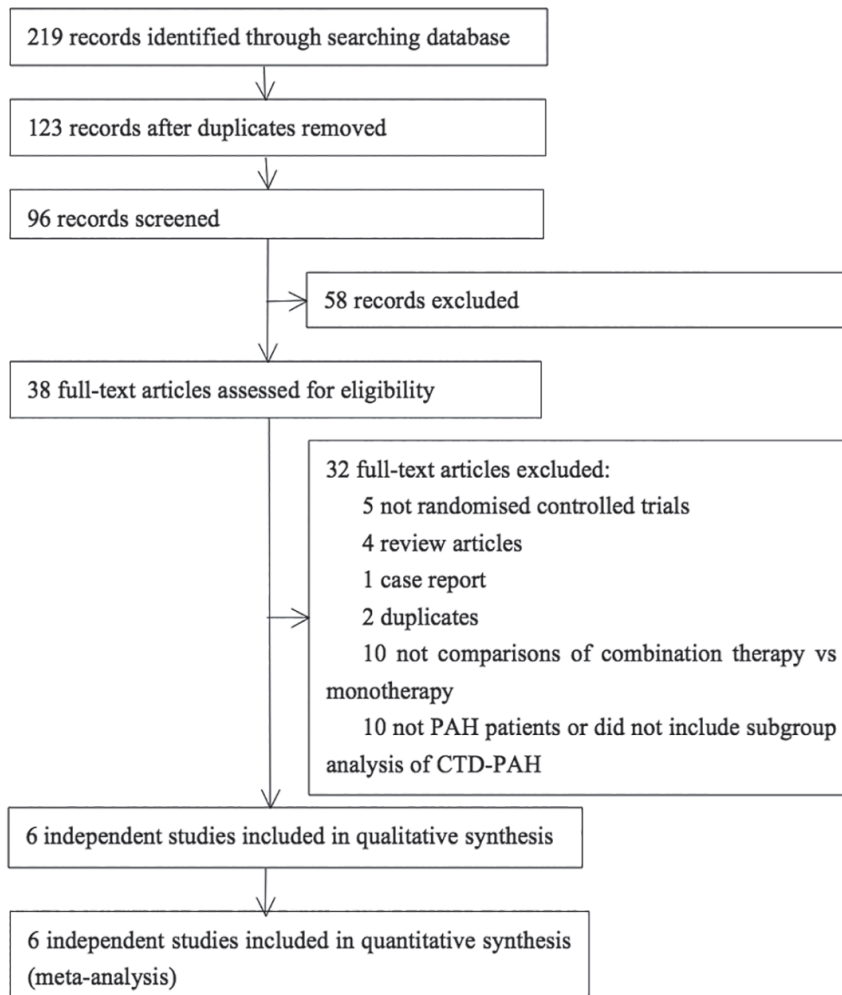 219 records identified through searching database
123 records after duplicates removed
96 records screened
58 records excluded
38 full-text articles assessed for eligibility
32 full-text articles excluded:
5 not randomised controlled trials
4 review articles
1 case report
2 duplicates
10 not comparisons of combination therapy vs
monotherapy
10 not PAH patients or did not include subgroup
analysis of CTD-PAH
6 independent studies included in qualitative synthesis
6 independent studies included in quantitative synthesis
(meta-analysis)